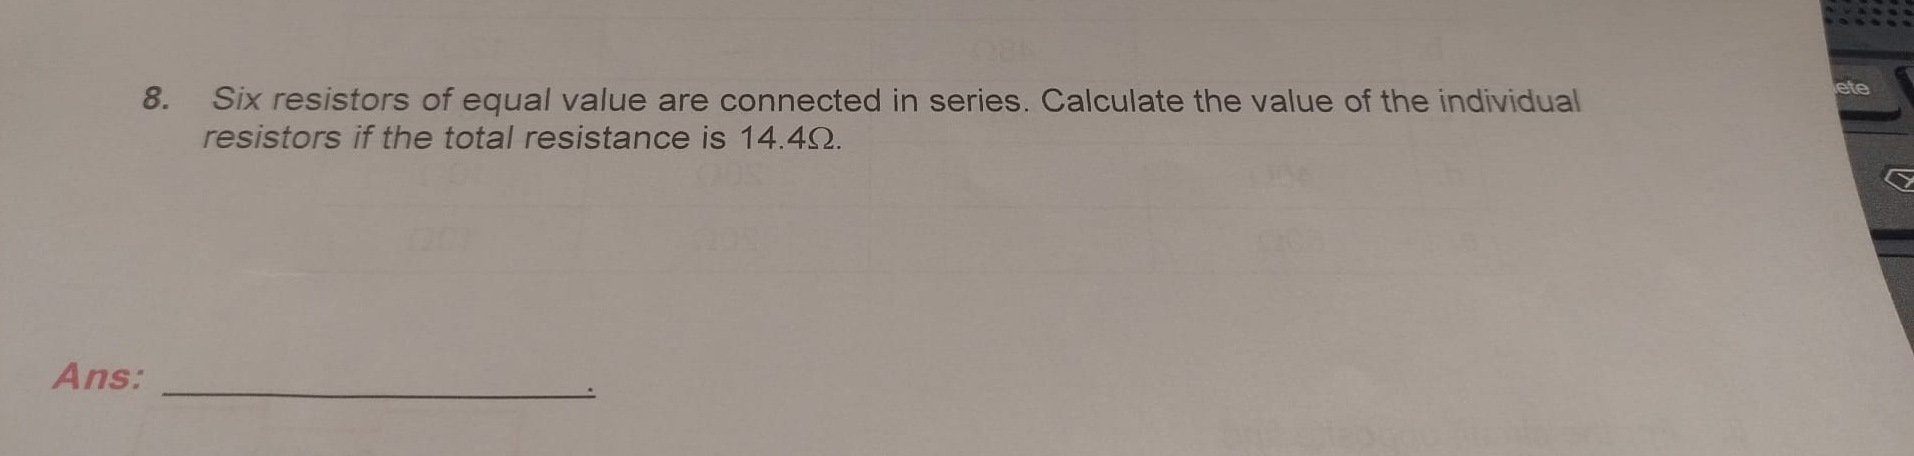 8. Six resistors of equal value are connected in series. Calculate the value of the individual
resistors if the total resistance is 14.4Ω.
Ans: .
ete